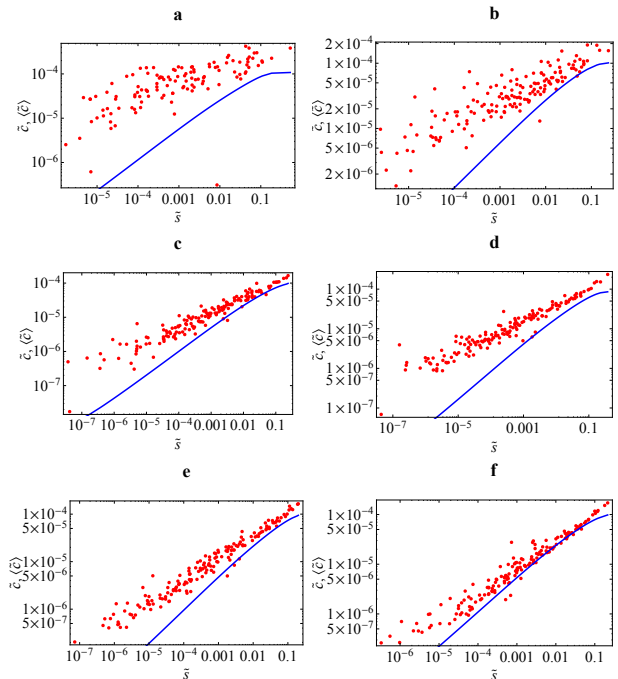 a
10⁻⁴
10⁻⁵
10⁻⁶
c̃, ⟨c̃⟩
10⁻⁵ 10⁻⁴ 0.001 0.01 0.1
s̃
b
2×10⁻⁴
1×10⁻⁴
5×10⁻⁵
2×10⁻⁵
1×10⁻⁵
5×10⁻⁶
2×10⁻⁶
c̃, ⟨c̃⟩
10⁻⁵ 10⁻⁴ 0.001 0.01 0.1
s̃
c
10⁻⁴
10⁻⁵
10⁻⁶
10⁻⁷
c̃, ⟨c̃⟩
10⁻⁷ 10⁻⁶ 10⁻⁵ 10⁻⁴ 0.001 0.01 0.1
s̃
d
1×10⁻⁴
5×10⁻⁵
1×10⁻⁵
5×10⁻⁶
1×10⁻⁶
5×10⁻⁷
1×10⁻⁷
c̃, ⟨c̃⟩
10⁻⁷ 10⁻⁵ 0.001 0.1
s̃
e
1×10⁻⁴
5×10⁻⁵
1×10⁻⁵
5×10⁻⁶
1×10⁻⁶
5×10⁻⁷
c̃, ⟨c̃⟩
10⁻⁷ 10⁻⁶ 10⁻⁵ 10⁻⁴ 0.001 0.01 0.1
s̃
f
1×10⁻⁴
5×10⁻⁵
1×10⁻⁵
5×10⁻⁶
1×10⁻⁶
5×10⁻⁷
c̃, ⟨c̃⟩
10⁻⁶ 10⁻⁵ 10⁻⁴ 0.001 0.01 0.1
s̃